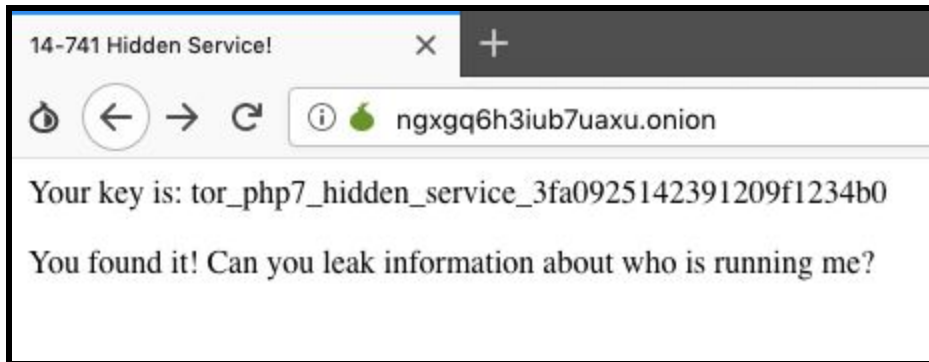 14-741 Hidden Service!
ngxgq6h3iub7uaxu.onion
Your key is: tor_php7_hidden_service_3fa0925142391209f1234b0
You found it! Can you leak information about who is running me?